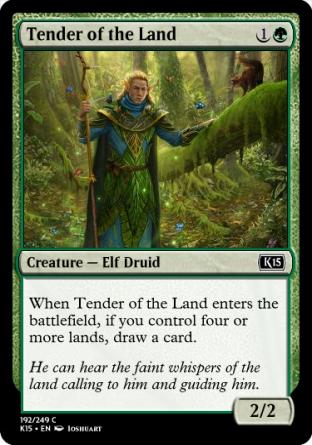 Tender of the Land 1
Creature — Elf Druid K15
When Tender of the Land enters the
battlefield, if you control four or
more lands, draw a card.
He can hear the faint whispers of the
land calling to him and guiding him.
2/2
192/249 C
K15 • EN Ioshuart